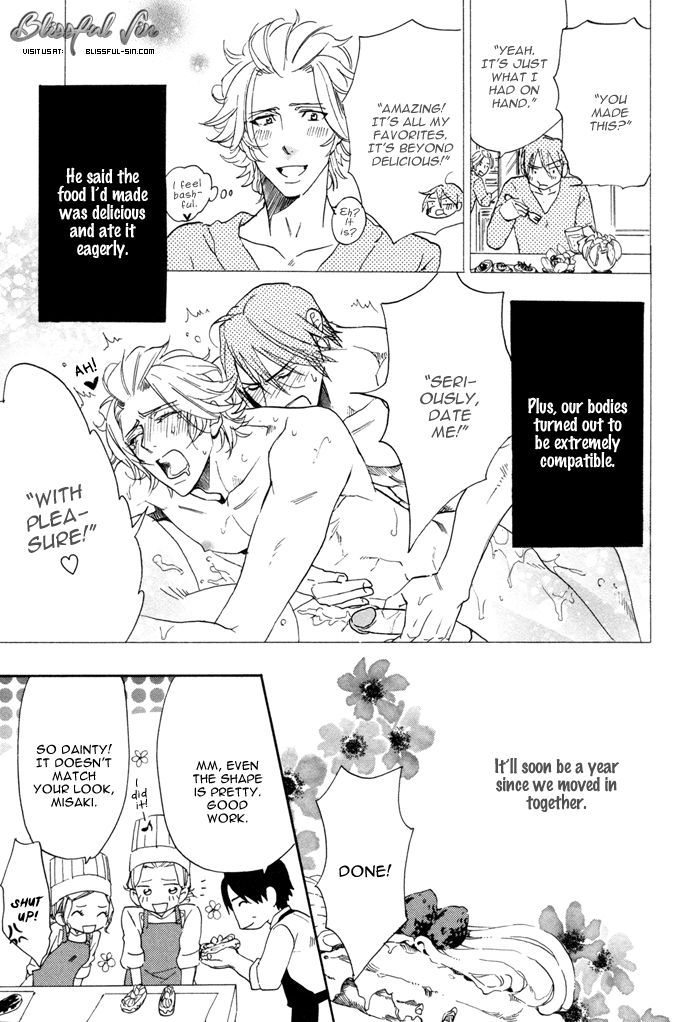 Blissful Sin
VISIT US AT: BLISSFUL-SIN.COM
"YOU
MADE
THIS?"
"YEAH.
IT'S JUST
WHAT I
HAD ON
HAND."
"AMAZING!
IT'S ALL MY
FAVORITES.
IT'S BEYOND
DELICIOUS!"
Eh?
It
is?
I feel
bash-
ful.
He said the
food I'd made
was delicious
and ate it
eagerly.
Plus, our bodies
turned out to
be extremely
compatible.
"SERI-
OUSLY,
DATE
ME!"
AH!
"WITH
PLEA-
SURE!"
It'll soon be a year
since we moved in
together.
DONE!
MM, EVEN
THE SHAPE
IS PRETTY.
GOOD
WORK.
I
did
it!
SO DAINTY!
IT DOESN'T
MATCH
YOUR LOOK,
MISAKI.
SHUT
UP!